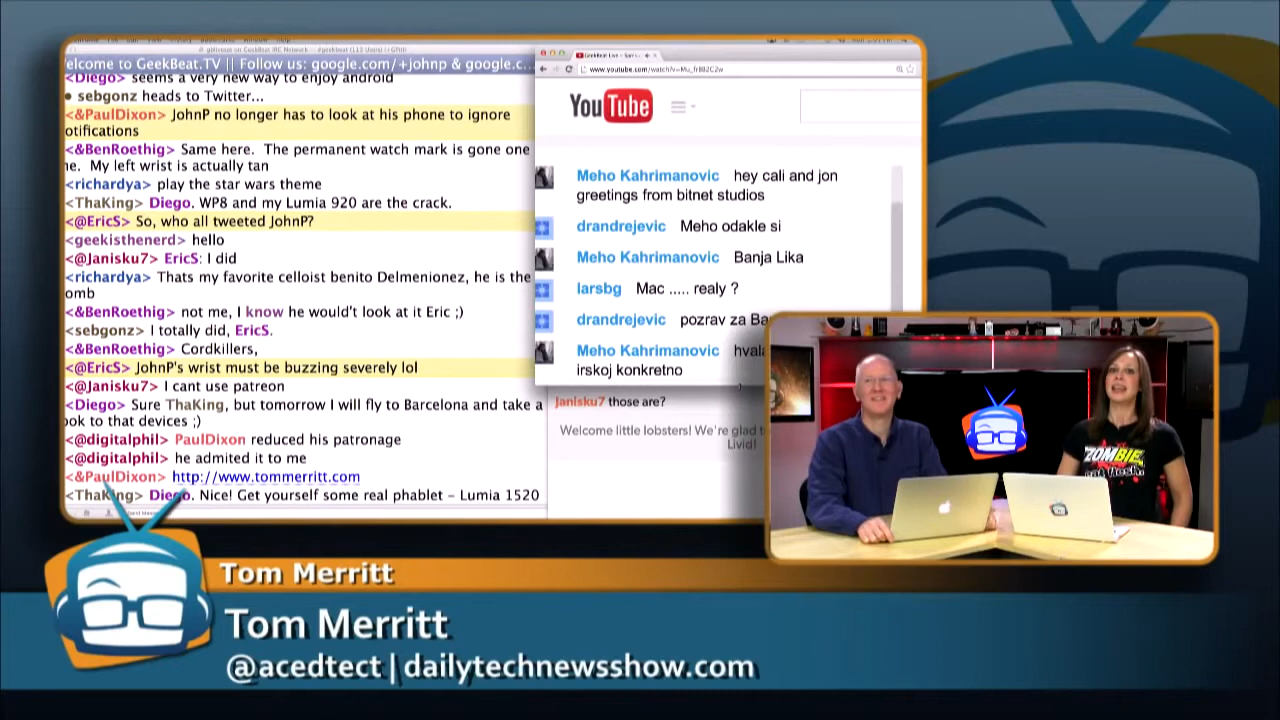 elcome to GeekBeat.TV || Follow us: google.com/+johnp & google.c...
<Diego> seems a very new way to enjoy android
• sebgonz heads to Twitter...
<&PaulDixon> JohnP no longer has to look at his phone to ignore
otifications
<&BenRoethig> Same here. The permanent watch mark is gone one
ne. My left wrist is actually tan
<richardya> play the star wars theme
<ThaKing> Diego. WP8 and my Lumia 920 are the crack.
<@EricS> So, who all tweeted JohnP?
<geekisthenerd> hello
<@Janisku7> EricS: I did
<richardya> Thats my favorite celloist benito Delmenionez, he is the
omb
<&BenRoethig> not me, I know he wouldn't look at it Eric ;)
<sebgonz> I totally did, EricS.
<&BenRoethig> Cordkillers,
<@EricS> JohnP's wrist must be buzzing severely lol
<@Janisku7> I cant use patreon
<Diego> Sure ThaKing, but tomorrow I will fly to Barcelona and take a
ook to that devices ;)
<@digitalphil> PaulDixon reduced his patronage
<@digitalphil> he admited it to me
<&PaulDixon> http://www.tommerritt.com
<ThaKing> Diego. Nice! Get yourself some real phablet - Lumia 1520
YouTube
Meho Kahrimanovic hey cali and jon
greetings from bitnet studios
drandrejevic Meho odakle si
Meho Kahrimanovic Banja Lika
larsbg Mac ..... realy ?
drandrejevic pozrav za Ba
Meho Kahrimanovic hvala
irskoj konkretno
Janisku7 those are?
Welcome little lobsters! We're glad t
Livid!
ZOMBIE
Tom Merritt
Tom Merritt
@acedtect | dailytechnewsshow.com